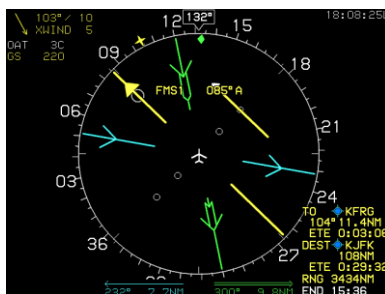 103°/ 10
XWIND 5
OAT 3C
GS 220
12
132°
18:08:25
15
09
18
FMS1 085°A
06
21
03
24
TO KFRG
104° 11.4NM
ETE 0:03:06
DEST KJFK
108NM
ETE 0:29:32
RNG 3434NM
END 15:36
27
36
232° 7.7NM
300° 9.8NM